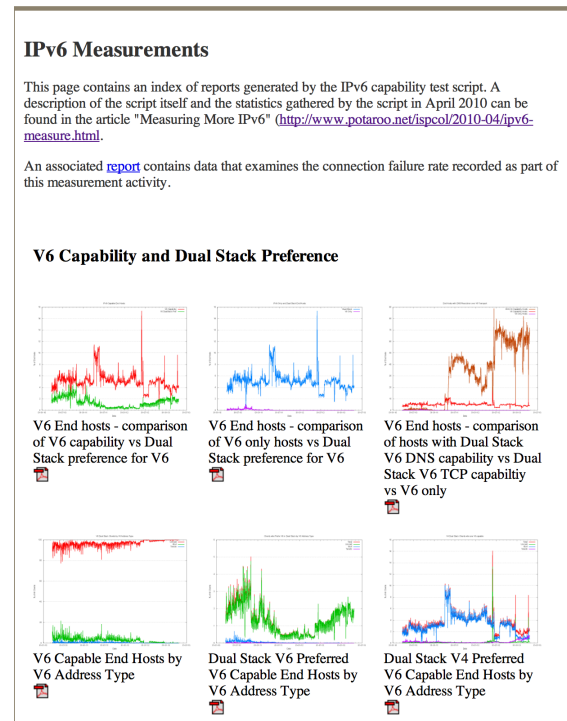 IPv6 Measurements
This page contains an index of reports generated by the IPv6 capability test script. A
description of the script itself and the statistics gathered by the script in April 2010 can be
found in the article "Measuring More IPv6" (http://www.potaroo.net/ispcol/2010-04/ipv6-
measure.html.
An associated report contains data that examines the connection failure rate recorded as part of
this measurement activity.
V6 Capability and Dual Stack Preference
V6 End hosts - comparison
of V6 capability vs Dual
Stack preference for V6
V6 End hosts - comparison
of V6 only hosts vs Dual
Stack preference for V6
V6 End hosts - comparison
of hosts with Dual Stack
V6 DNS capability vs Dual
Stack V6 TCP capabiltiy
vs V6 only
V6 Capable End Hosts by
V6 Address Type
Dual Stack V6 Preferred
V6 Capable End Hosts by
V6 Address Type
Dual Stack V4 Preferred
V6 Capable End Hosts by
V6 Address Type